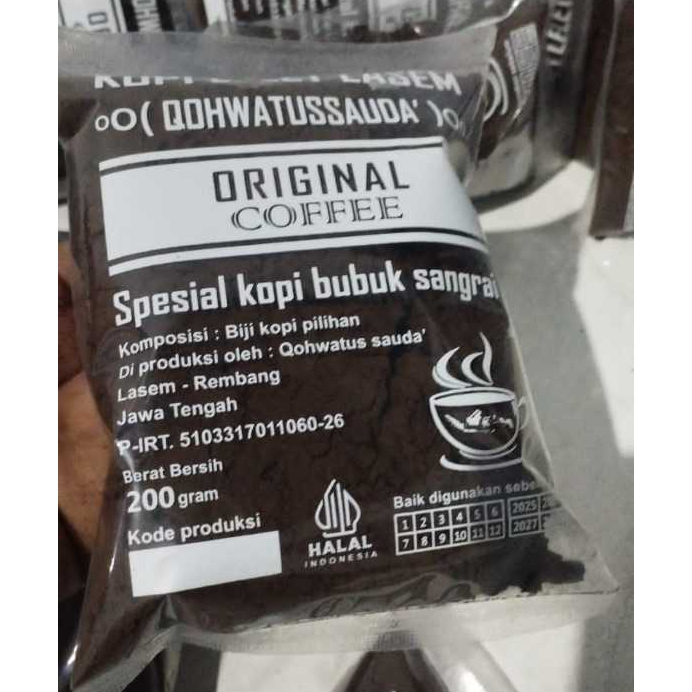 LASEM
( QOHWATUSSAUDA' )
ORIGINAL
COFFEE
Spesial kopi bubuk sangrai
Komposisi : Biji kopi pilihan
Di produksi oleh : Qohwatus sauda'
Lasem - Rembang
Jawa Tengah
P-IRT. 5103317011060-26
Berat Bersih
200 gram
Kode produksi
HALAL
INDONESIA
Baik digunakan
1 2 3 4 5 6 2025
7 8 9 10 11 12 2027